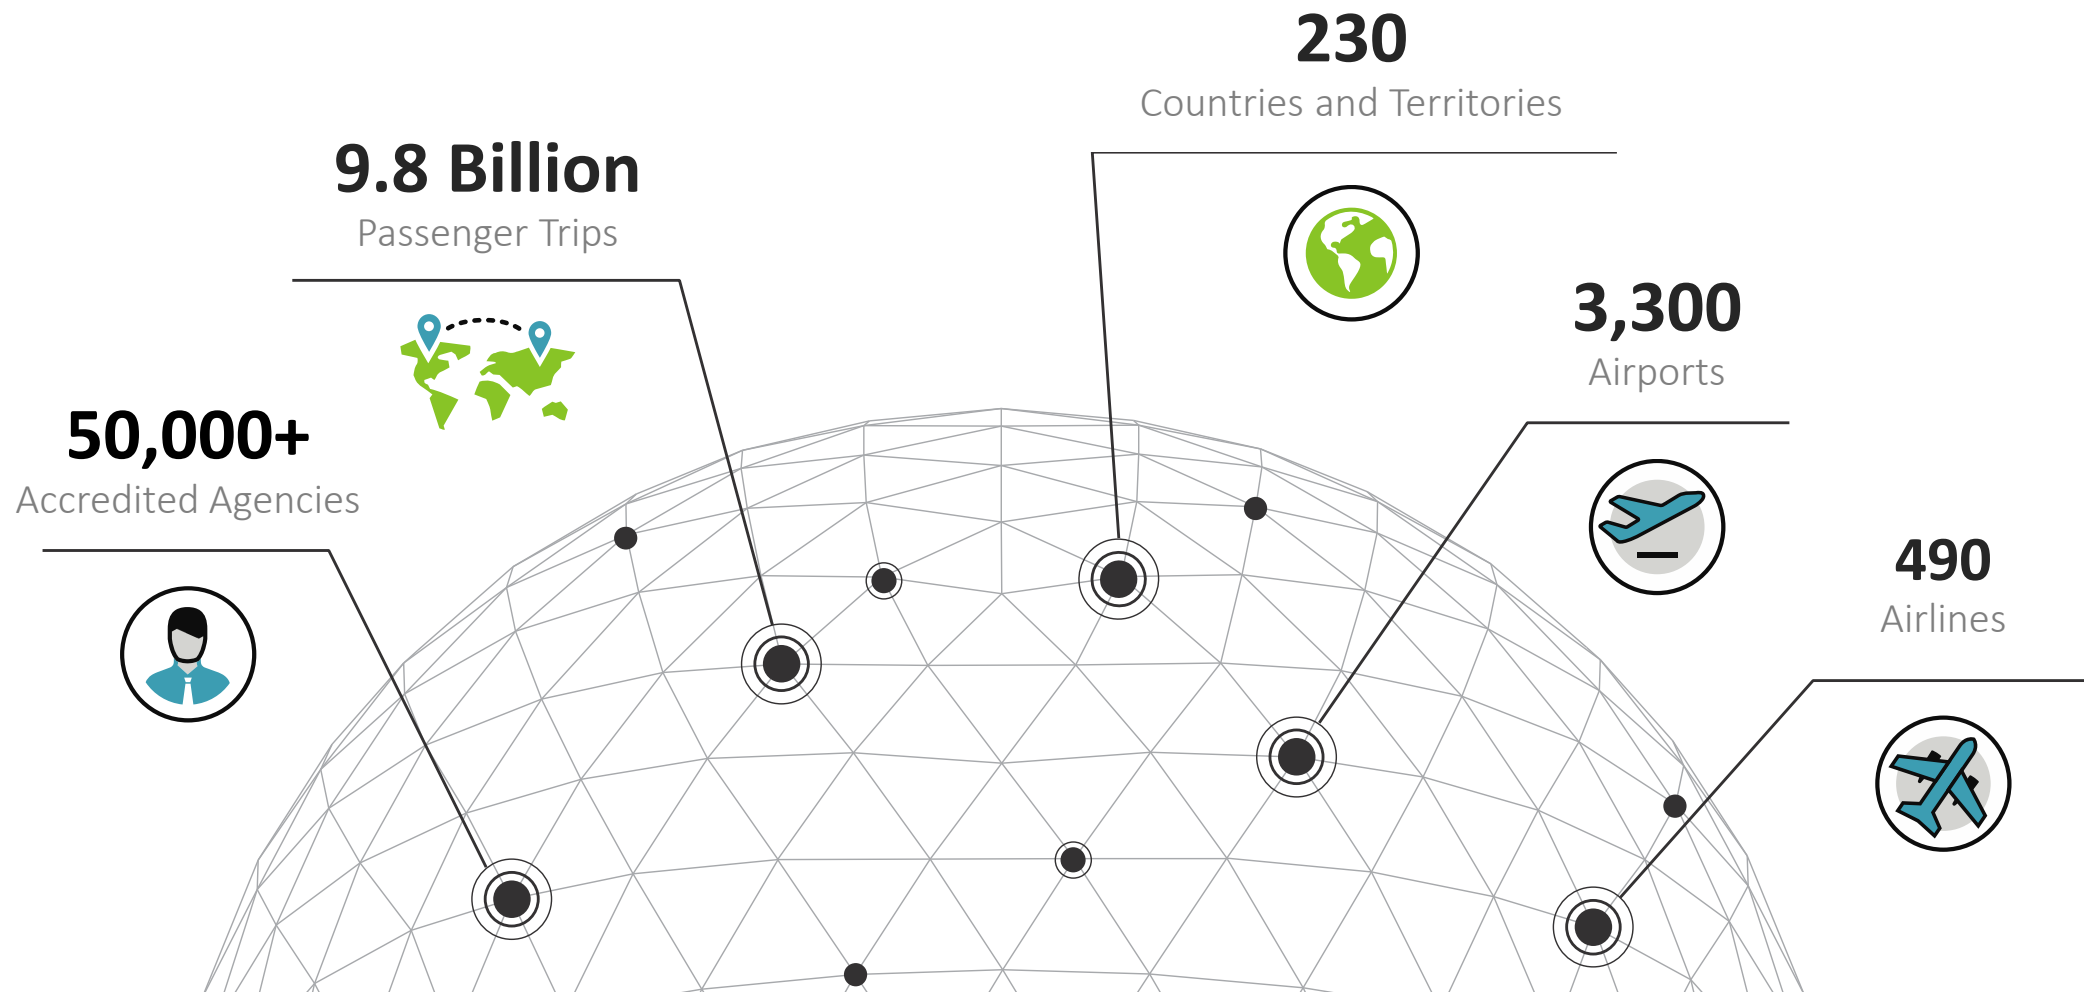 230
Countries and Territories
9.8 Billion
Passenger Trips
3,300
Airports
50,000+
Accredited Agencies
490
Airlines